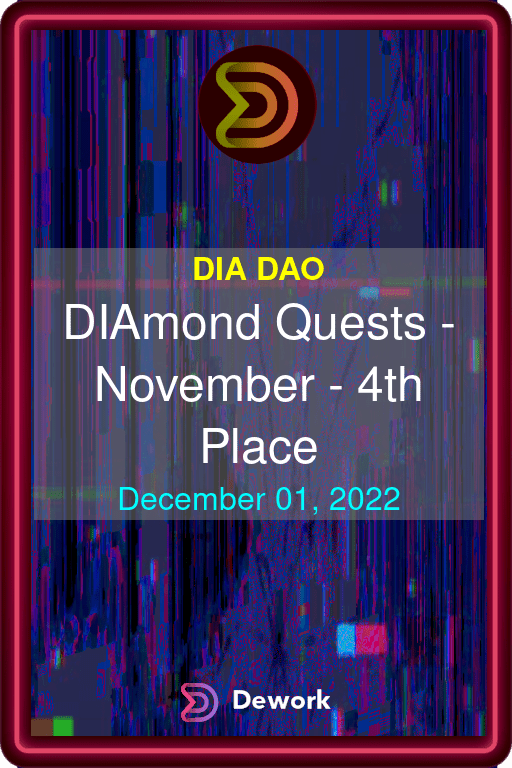 DIA DAO
DIAmond Quests -
November - 4th
Place
December 01, 2022
Dework